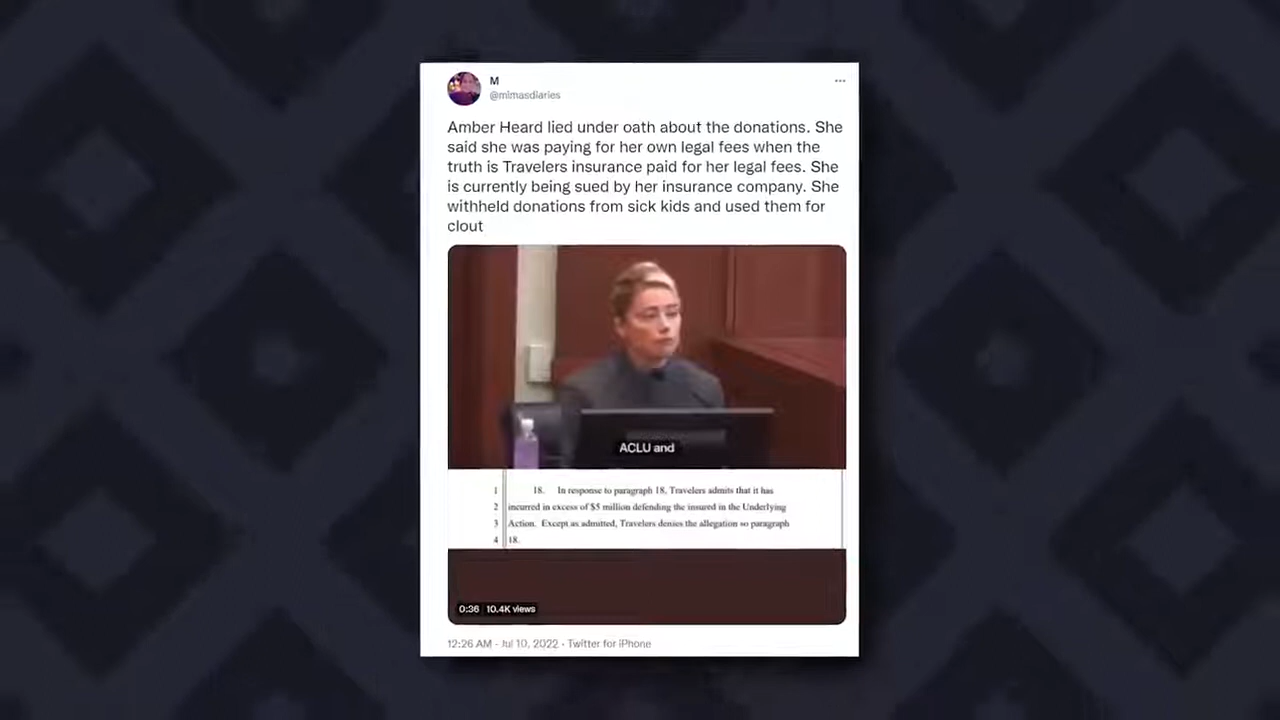 M
@mimasdiaries
Amber Heard lied under oath about the donations. She
said she was paying for her own legal fees when the
truth is Travelers insurance paid for her legal fees. She
is currently being sued by her insurance company. She
withheld donations from sick kids and used them for
clout
ACLU and
1 18. In response to paragraph 18, Travelers admits that it has
2 incurred in excess of $5 million defending the insured in the Underlying
3 Action. Except as admitted, Travelers denies the allegation so paragraph
4 18.
0:36 10.4K views
12:26 AM · Jul 10, 2022 · Twitter for iPhone